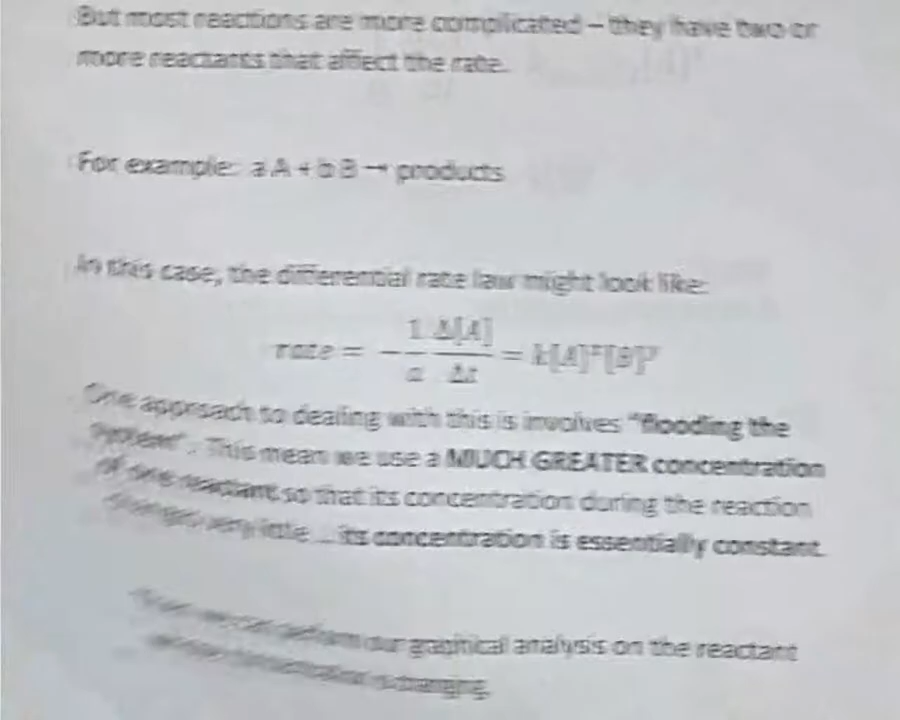 But most reactions are more complicated – they have two or
more reactants that affect the rate.
For example: a A + b B → products
In this case, the differential rate law might look like:
rate = - 1/a Δ[A]/Δt = k[A]ˣ[B]ʸ
One approach to dealing with this is involves "flooding the
system". This mean we use a MUCH GREATER concentration
of one reactant so that its concentration during the reaction
changes very little ... its concentration is essentially constant.
perform our graphical analysis on the reactant
concentration is changing.